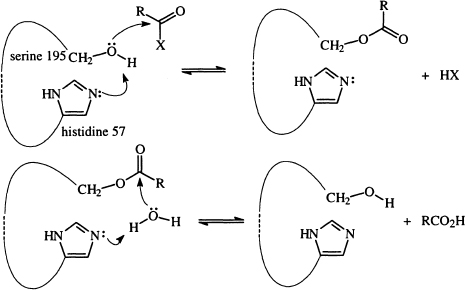 R O
X
serine 195 CH₂ Ö H
HN N:
histidine 57
R
CH₂ O O
HN N:
+ HX
O
CH₂ O R
H Ö H
HN N:
CH₂ O H
HN N
+ RCO₂H